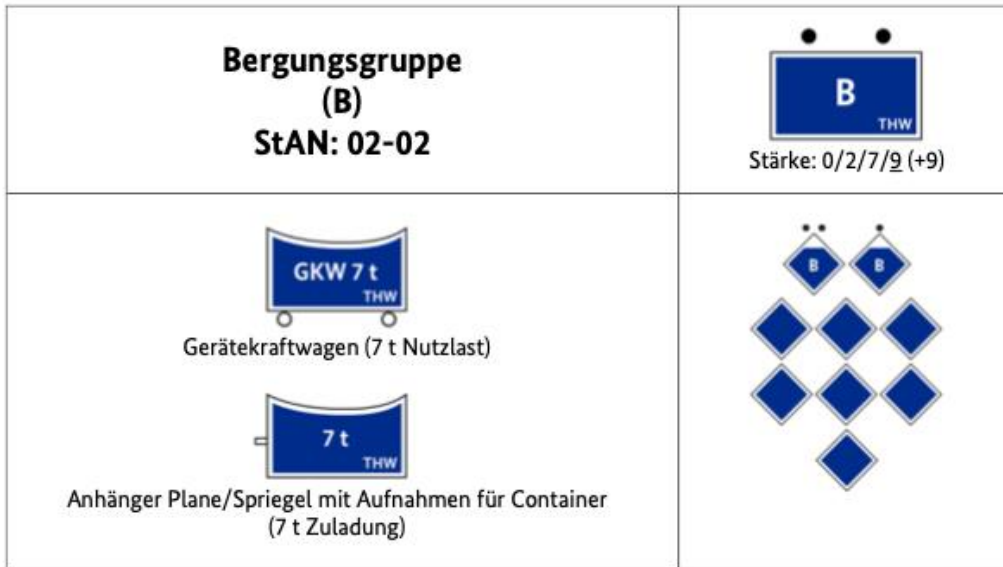 Bergungsgruppe
(B)
StAN: 02-02
B
THW
Stärke: 0/2/7/9 (+9)
GKW 7 t
THW
Gerätekraftwagen (7 t Nutzlast)
7 t
THW
Anhänger Plane/Spriegel mit Aufnahmen für Container
(7 t Zuladung)
B
B